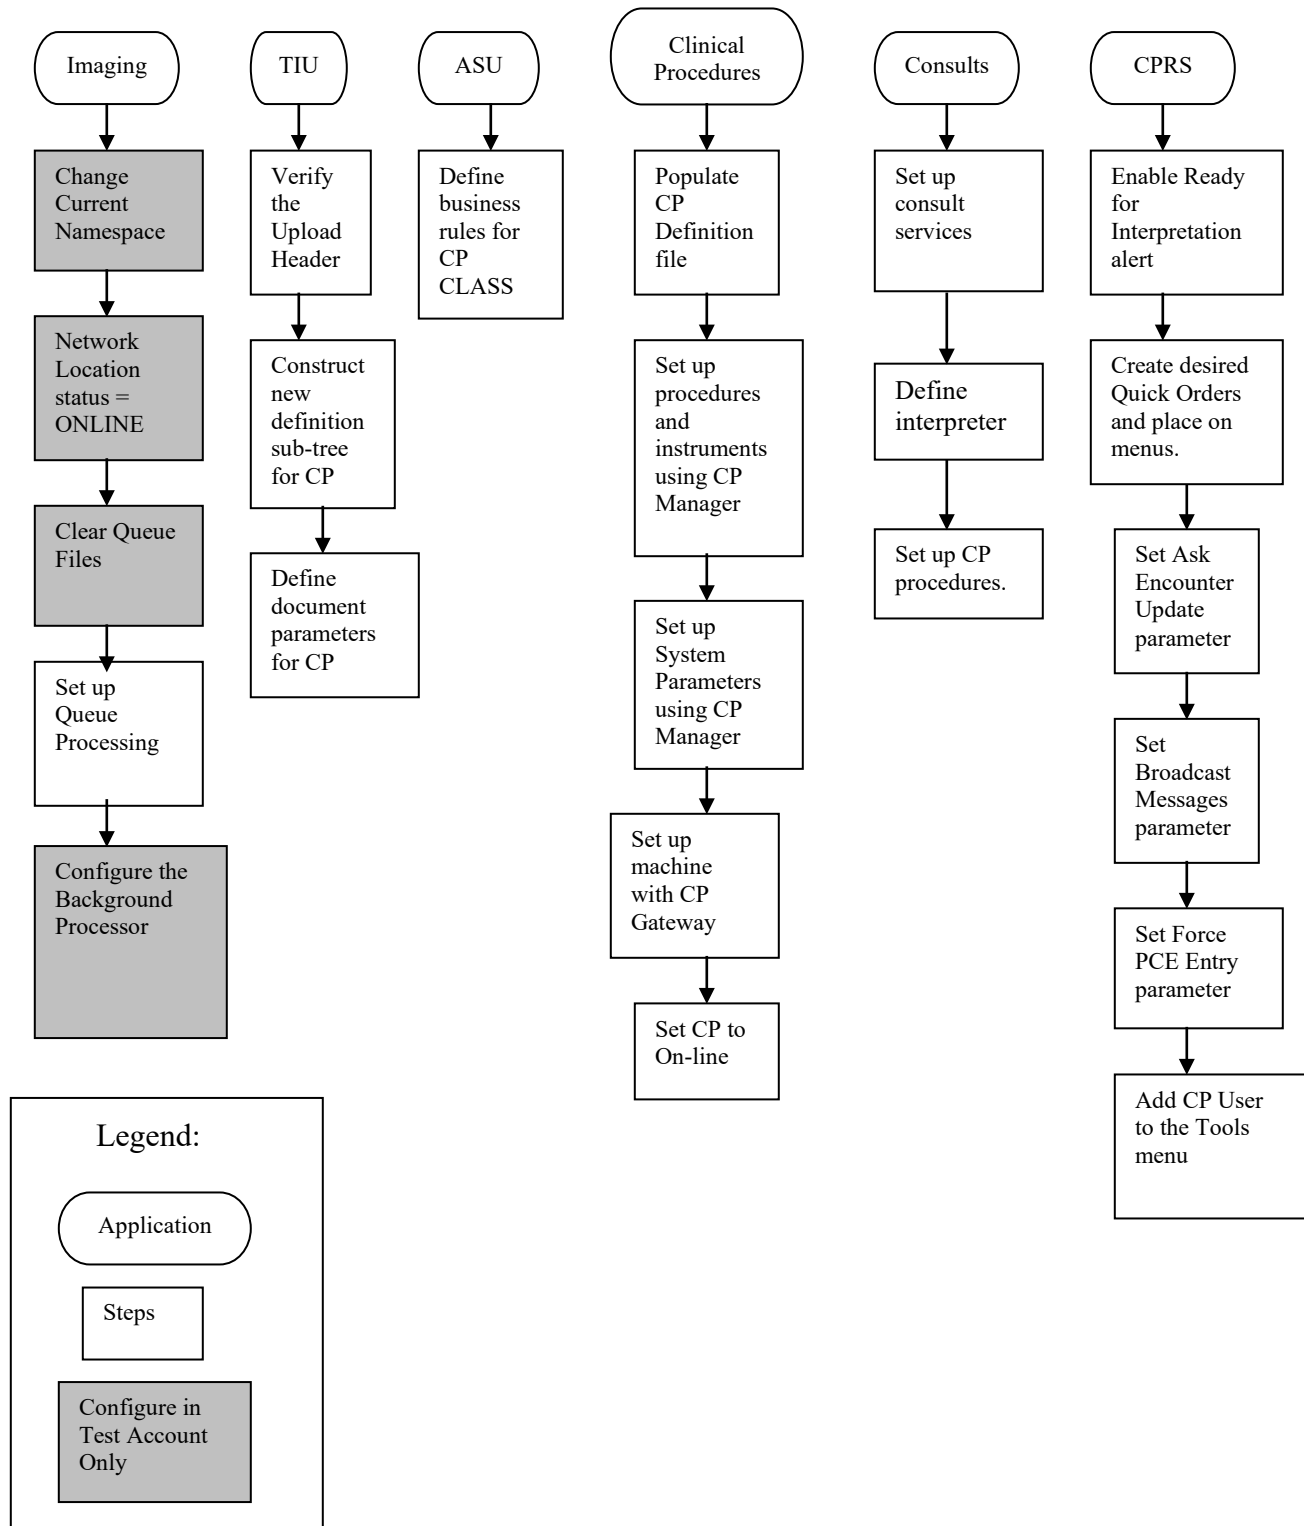 Imaging
Change
Current
Namespace
Network
Location
status =
ONLINE
Clear Queue
Files
Set up
Queue
Processing
Configure the
Background
Processor
TIU
Verify
the
Upload
Header
Construct
new
definition
sub-tree
for CP
Define
document
parameters
for CP
ASU
Define
business
rules for
CP
CLASS
Clinical
Procedures
Populate
CP
Definition
file
Set up
procedures
and
instruments
using CP
Manager
Set up
System
Parameters
using CP
Manager
Set up
machine
with CP
Gateway
Set CP to
On-line
Consults
Set up
consult
services
Define
interpreter
Set up CP
procedures.
CPRS
Enable Ready
for
Interpretation
alert
Create desired
Quick Orders
and place on
menus.
Set Ask
Encounter
Update
parameter
Set
Broadcast
Messages
parameter
Set Force
PCE Entry
parameter
Add CP User
to the Tools
menu
Legend:
Application
Steps
Configure in
Test Account
Only